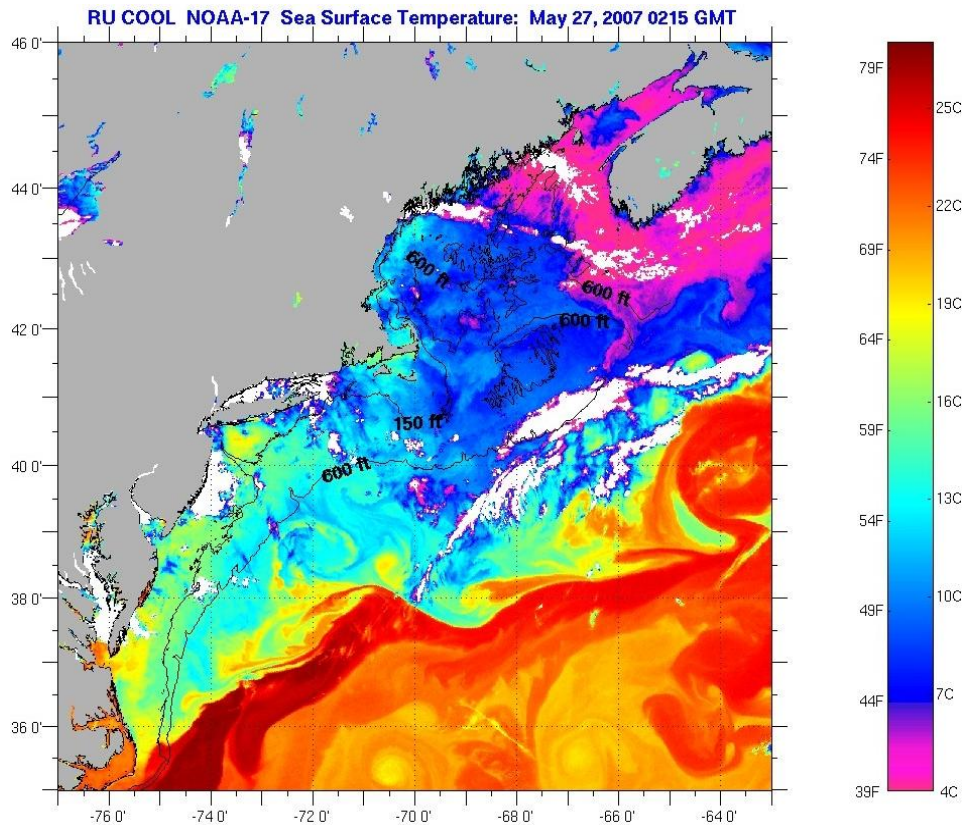 RU COOL NOAA-17 Sea Surface Temperature: May 27, 2007 0215 GMT
46 0'
44 0'
42 0'
40 0'
38 0'
36 0'
-76 0'
-74 0'
-72 0'
-70 0'
-68 0'
-66 0'
-64 0'
600 ft
600 ft
600 ft
150 ft
600 ft
79F
25C
74F
22C
69F
19C
64F
16C
59F
13C
54F
10C
49F
7C
44F
39F
4C